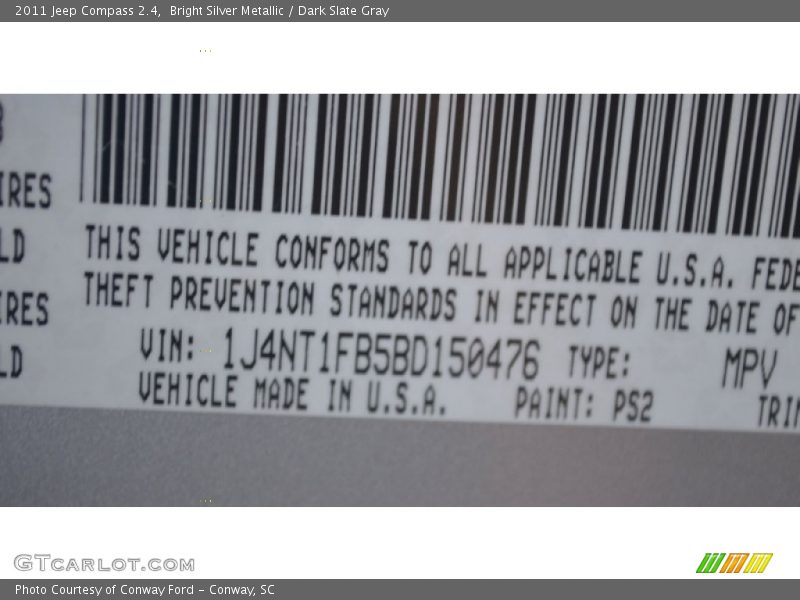 2011 Jeep Compass 2.4, Bright Silver Metallic / Dark Slate Gray
IRES
LD
IRES
LD
THIS VEHICLE CONFORMS TO ALL APPLICABLE U.S.A. FEDE
THEFT PREVENTION STANDARDS IN EFFECT ON THE DATE OF
VIN: 1J4NT1FB5BD150476 TYPE: MPV
VEHICLE MADE IN U.S.A. PAINT: PS2 TRIM
GTCARLOT.COM
Photo Courtesy of Conway Ford - Conway, SC